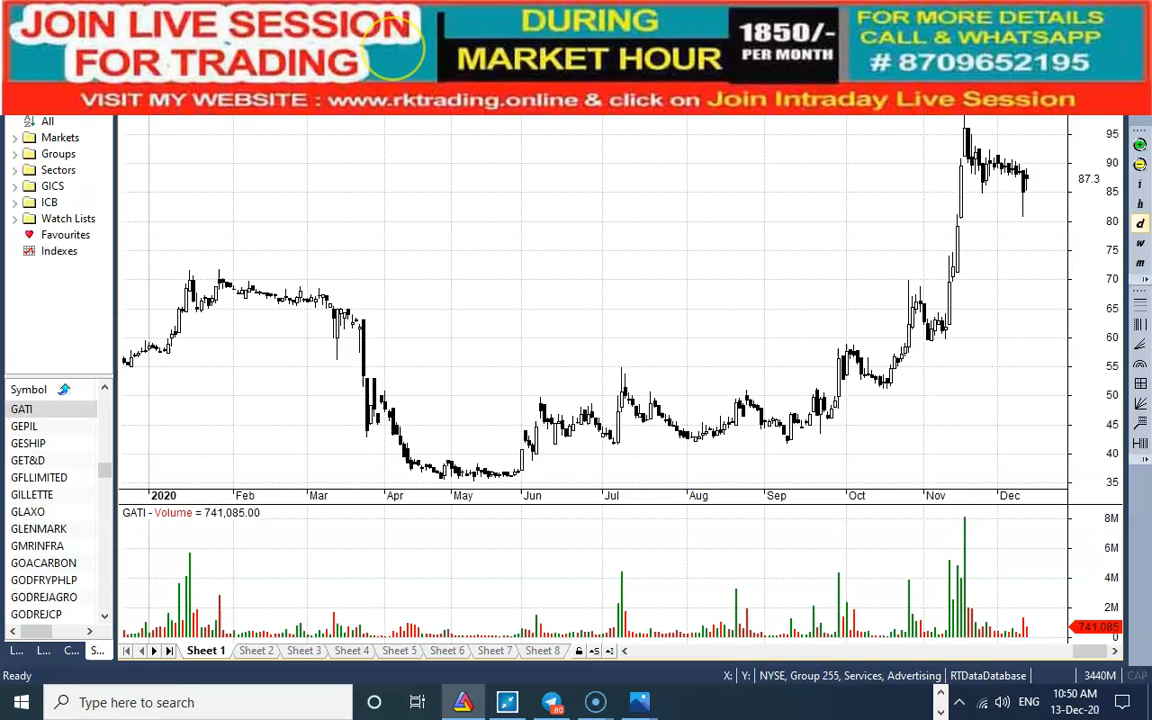 JOIN LIVE SESSION
FOR TRADING
DURING
MARKET HOUR
1850/-
PER MONTH
FOR MORE DETAILS
CALL & WHATSAPP
# 8709652195
VISIT MY WEBSITE : www.rktrading.online & click on Join Intraday Live Session
All
Markets
Groups
Sectors
GICS
ICB
Watch Lists
Favourites
Indexes
95
90
87.3
85
80
75
70
65
60
55
50
45
40
35
i
h
d
w
m
Symbol
GATI
GEPIL
GESHIP
GET&D
GFLLIMITED
GILLETTE
GLAXO
GLENMARK
GMRINFRA
GOACARBON
GODFRYPHLP
GODREJAGRO
GODREJCP
2020 Feb Mar Apr May Jun Jul Aug Sep Oct Nov Dec
GATI - Volume = 741,085.00
8M
6M
4M
2M
741,085
0
L... L... C... S...
Sheet 1 Sheet 2 Sheet 3 Sheet 4 Sheet 5 Sheet 6 Sheet 7 Sheet 8
Ready
X: Y: NYSE, Group 255, Services, Advertising RTDataDatabase 3440M CAP
Type here to search
80
ENG
10:50 AM
13-Dec-20